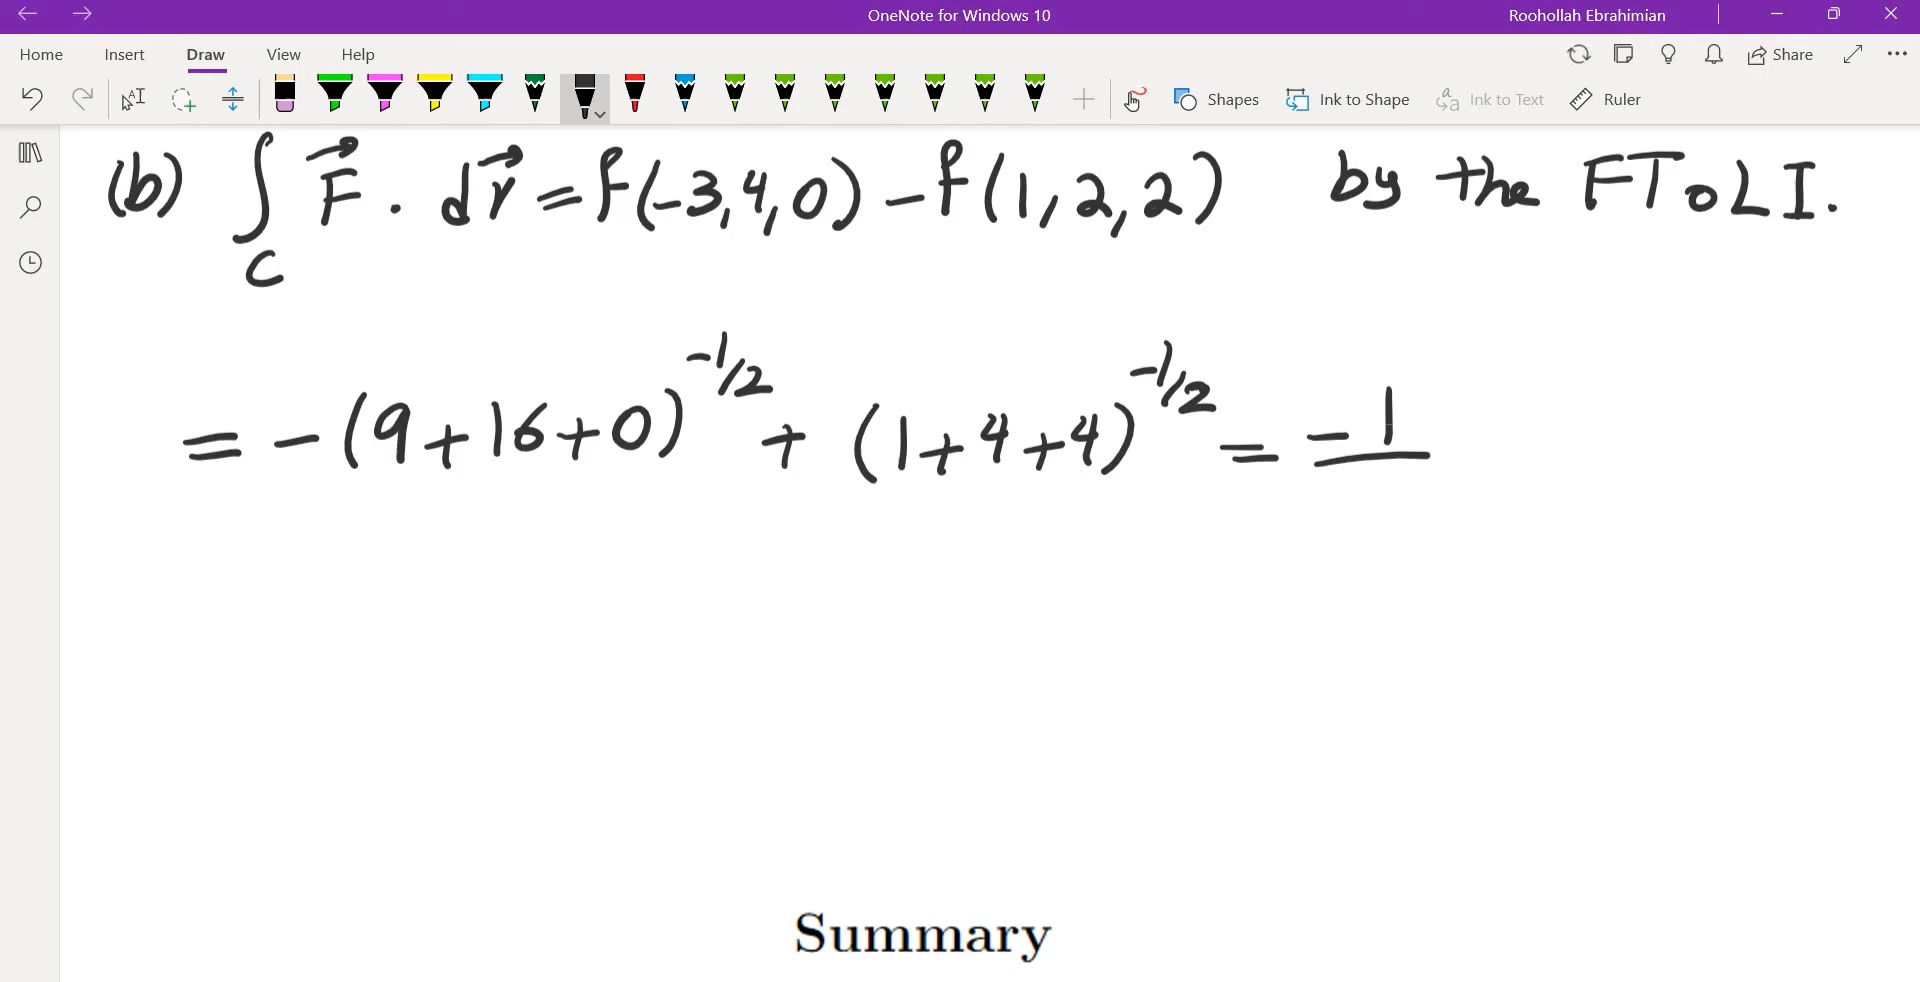 OneNote for Windows 10
Roohollah Ebrahimian
Home Insert Draw View Help
Share
Shapes Ink to Shape Ink to Text Ruler
(b) ∫_C F⃗ · dr⃗ = f(-3,4,0) - f(1,2,2) by the FToLI.
= -(9+16+0)^{-1/2} + (1+4+4)^{-1/2} = -1
Summary